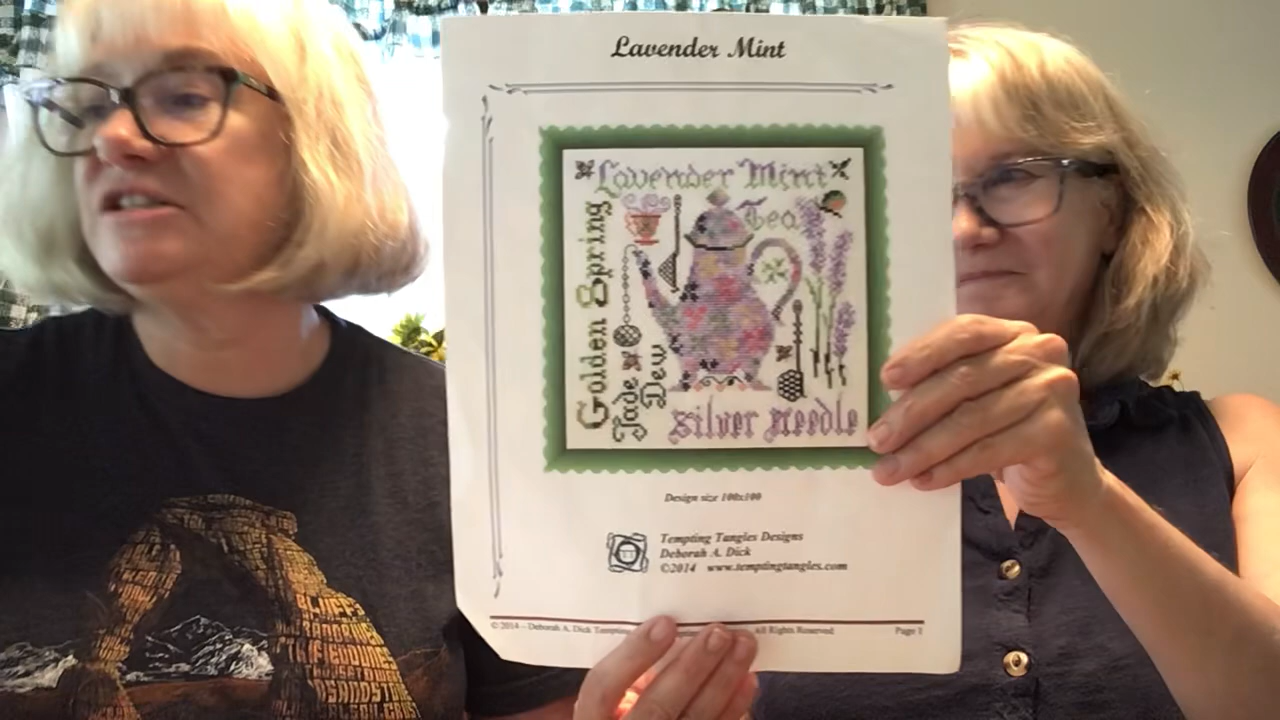 Lavender Mint
Lavender Mint
Tea
Golden Spring
Jade
Dew
Silver Needle
Design size 100x100
Tempting Tangles Designs
Deborah A. Dick
©2014 www.temptingtangles.com
© 2014 – Deborah A. Dick Tempting All Rights Reserved Page 1